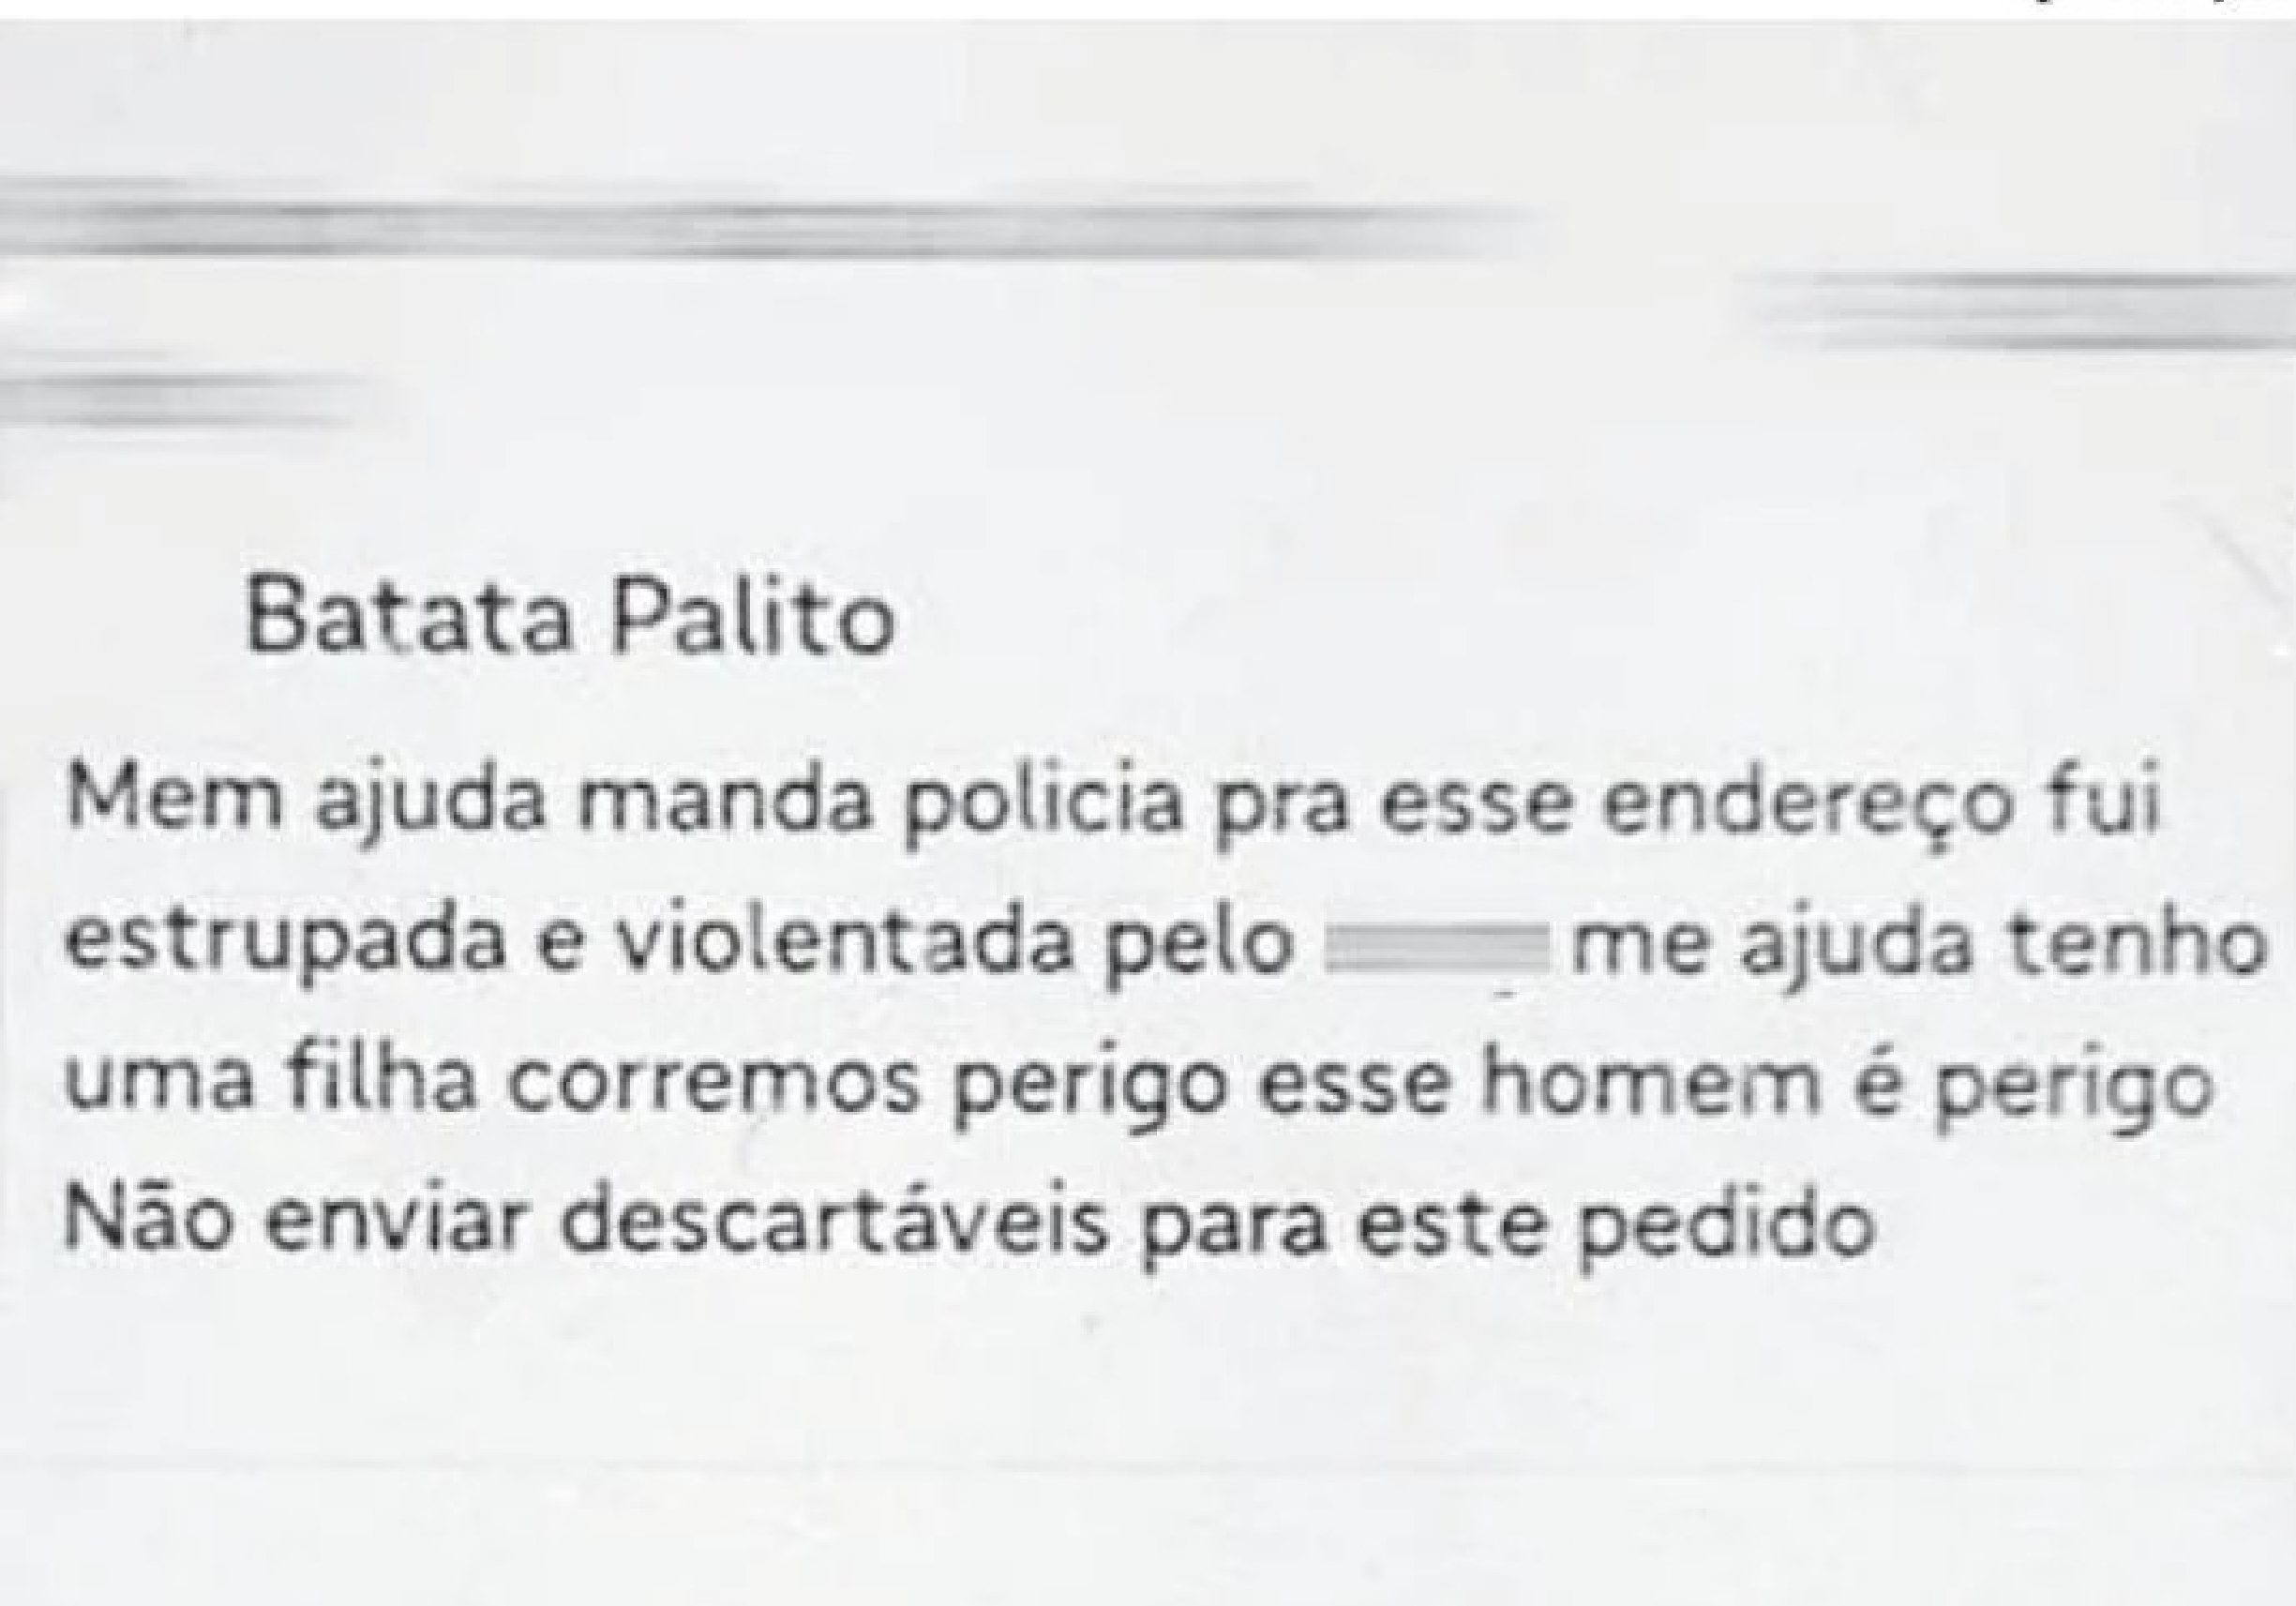 Batata Palito
Mem ajuda manda policia pra esse endereço fui
estrupada e violentada pelo me ajuda tenho
uma filha corremos perigo esse homem é perigo
Não enviar descartáveis para este pedido